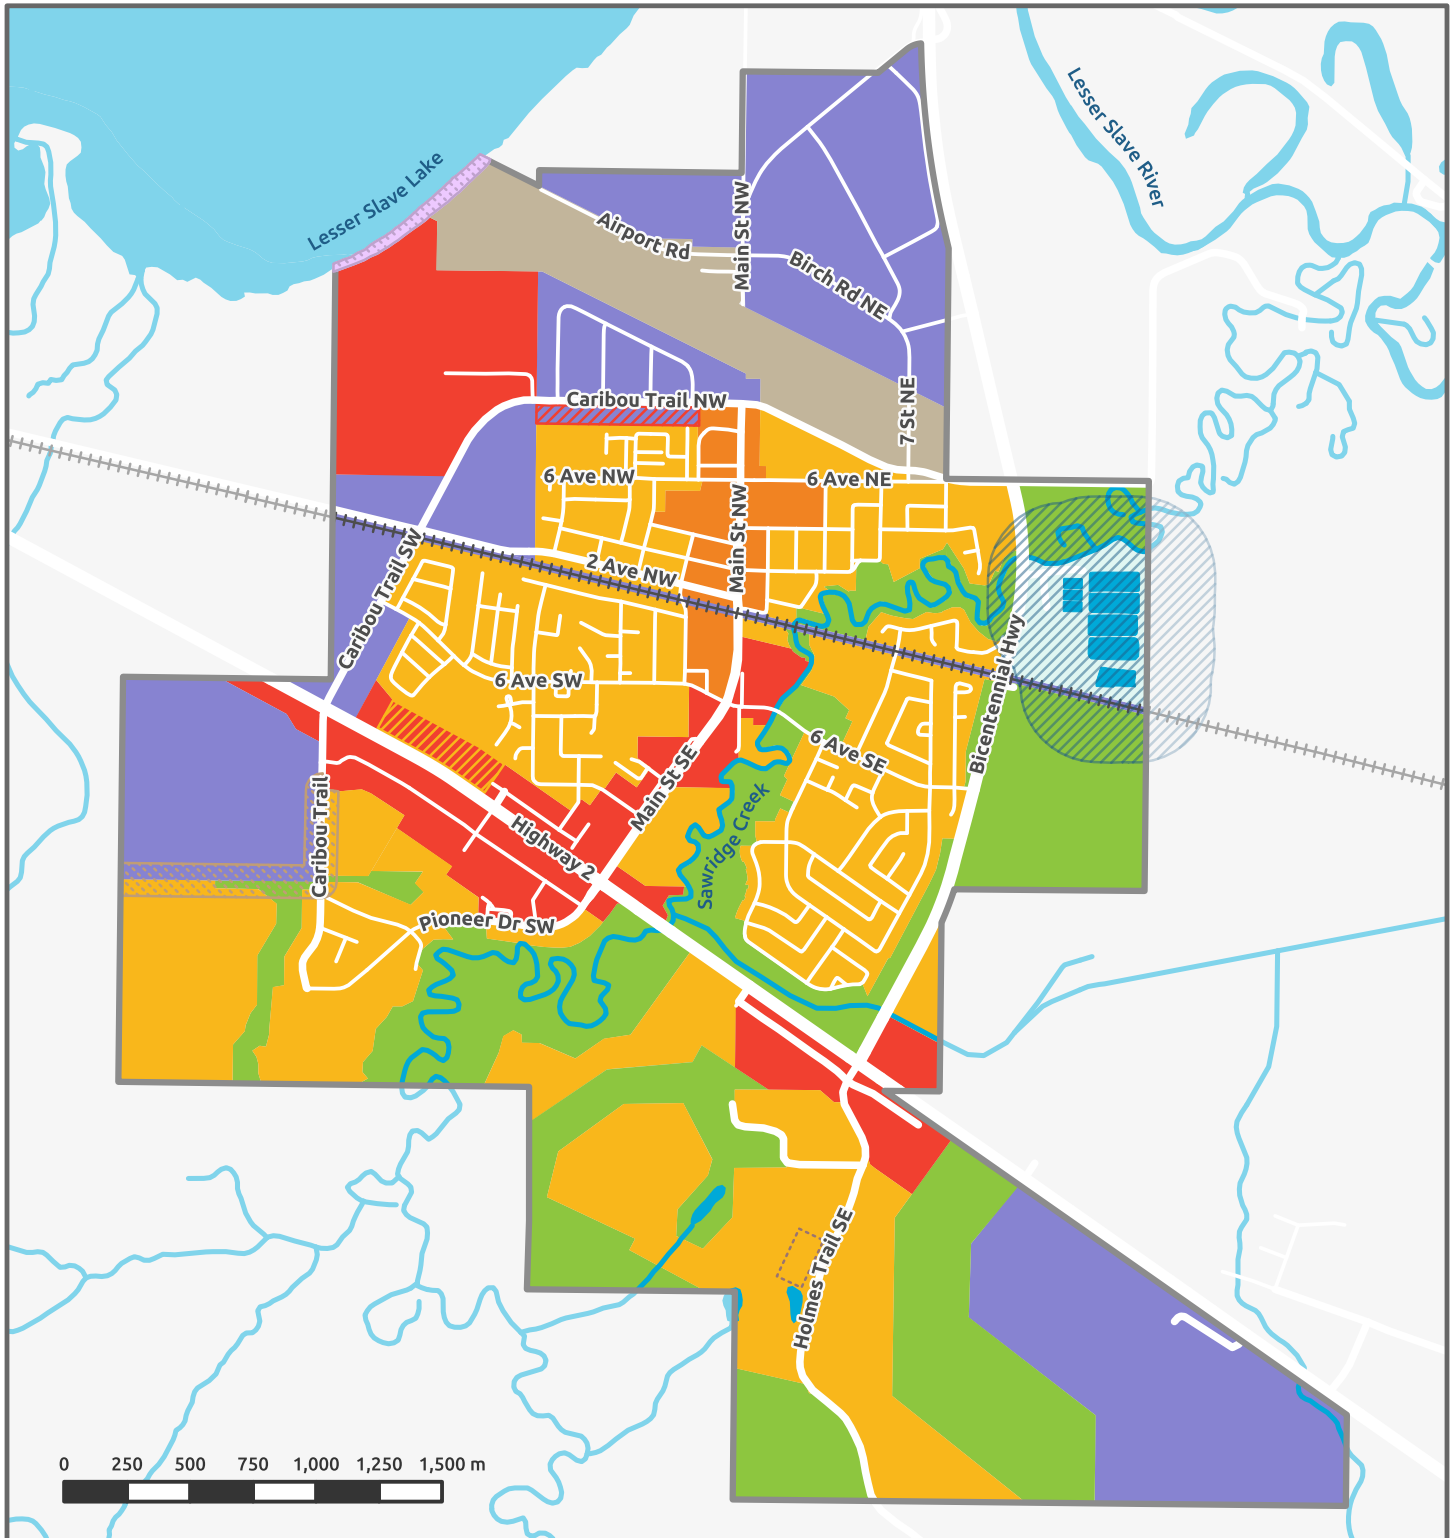 Lesser Slave Lake
Lesser Slave River
Airport Rd
Main St NW
Birch Rd NE
7 St NE
Caribou Trail NW
6 Ave NW
6 Ave NE
Main St NW
2 Ave NW
Caribou Trail SW
6 Ave SW
Bicentennial Hwy
6 Ave SE
Main St SE
Sawridge Creek
Caribou Trail
Highway 2
Pioneer Dr SW
Holmes Trail SE
0 250 500 750 1,000 1,250 1,500 m